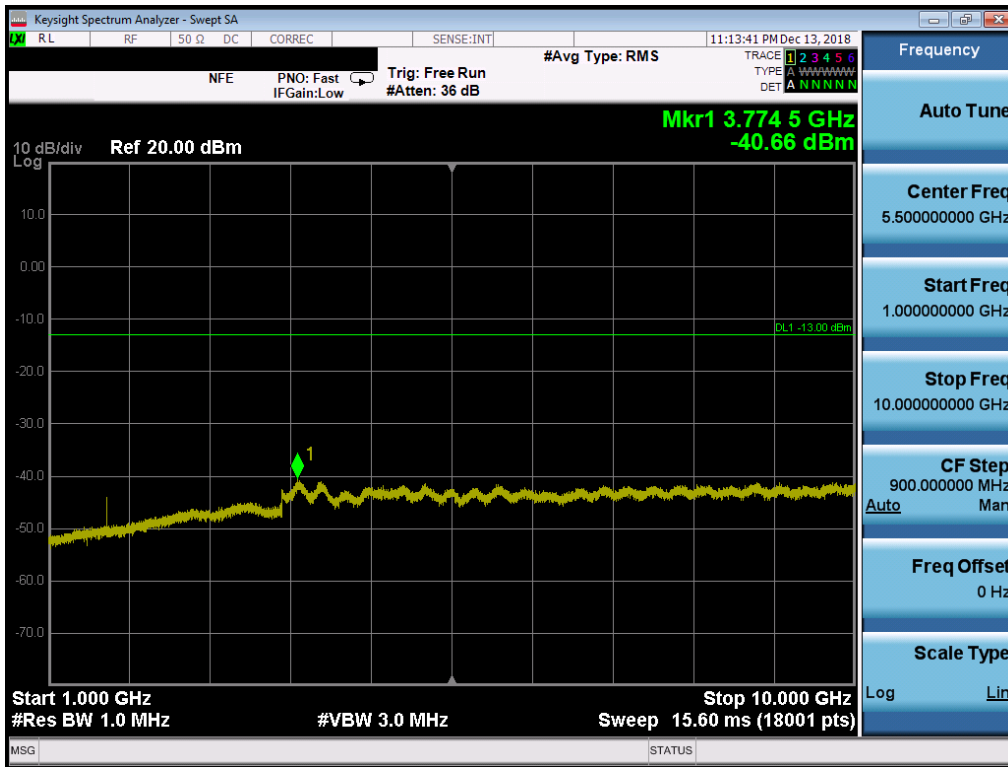 Keysight Spectrum Analyzer - Swept SA
LXI RL RF 50 Ω DC CORREC SENSE:INT 11:13:41 PM Dec 13, 2018
#Avg Type: RMS TRACE 1 2 3 4 5 6
NFE PNO: Fast Trig: Free Run TYPE A WWWWW
IFGain:Low #Atten: 36 dB DET A N N N N N
Mkr1 3.774 5 GHz
-40.66 dBm
10 dB/div Ref 20.00 dBm
Log
10.0
0.00
-10.0
DL1 -13.00 dBm
-20.0
-30.0
-40.0
1
-50.0
-60.0
-70.0
Start 1.000 GHz Stop 10.000 GHz
#Res BW 1.0 MHz #VBW 3.0 MHz Sweep 15.60 ms (18001 pts)
MSG STATUS
Frequency
Auto Tune
Center Freq
5.500000000 GHz
Start Freq
1.000000000 GHz
Stop Freq
10.000000000 GHz
CF Step
900.000000 MHz
Auto Man
Freq Offset
0 Hz
Scale Type
Log Lin